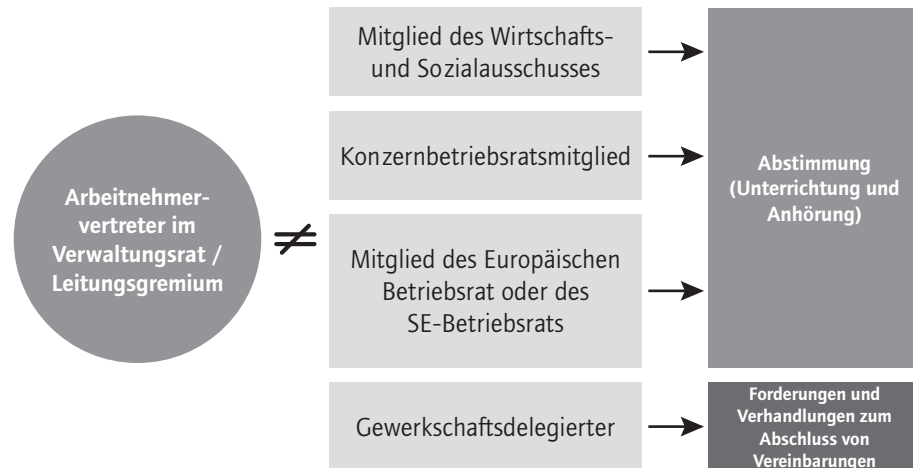 Arbeitnehmer-
vertreter im
Verwaltungsrat /
Leitungsgremium
≠
Mitglied des Wirtschafts-
und Sozialausschusses
Konzernbetriebsratsmitglied
Mitglied des Europäischen
Betriebsrat oder des
SE-Betriebsrats
Gewerkschaftsdelegierter
Abstimmung
(Unterrichtung und
Anhörung)
Forderungen und
Verhandlungen zum
Abschluss von
Vereinbarungen